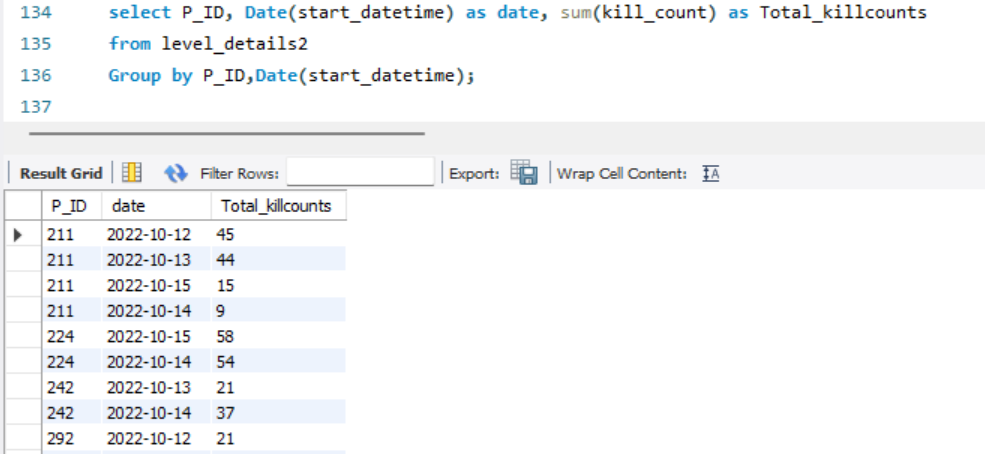 134 select P_ID, Date(start_datetime) as date, sum(kill_count) as Total_killcounts
135 from level_details2
136 Group by P_ID,Date(start_datetime);
137
Result Grid Filter Rows: Export: Wrap Cell Content: IA
P_ID date Total_killcounts
211 2022-10-12 45
211 2022-10-13 44
211 2022-10-15 15
211 2022-10-14 9
224 2022-10-15 58
224 2022-10-14 54
242 2022-10-13 21
242 2022-10-14 37
292 2022-10-12 21